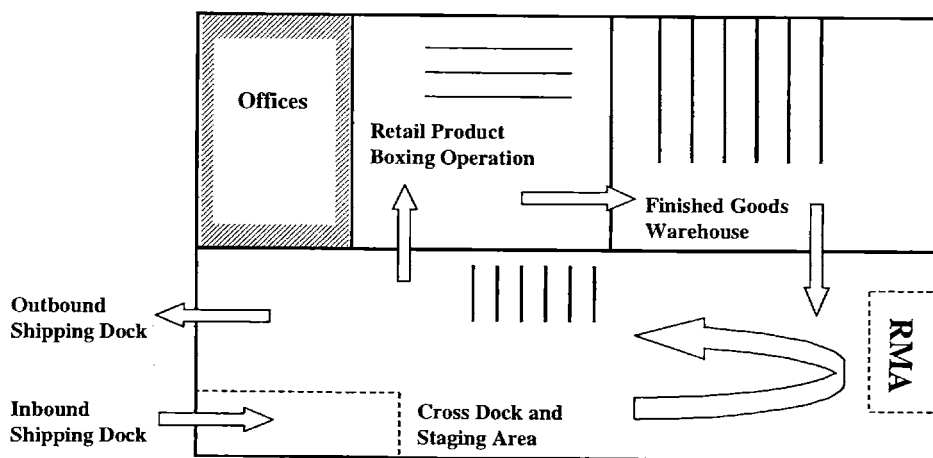 Offices
Retail Product
Boxing Operation
Finished Goods
Warehouse
Outbound
Shipping Dock
RMA
Inbound
Shipping Dock
Cross Dock and
Staging Area